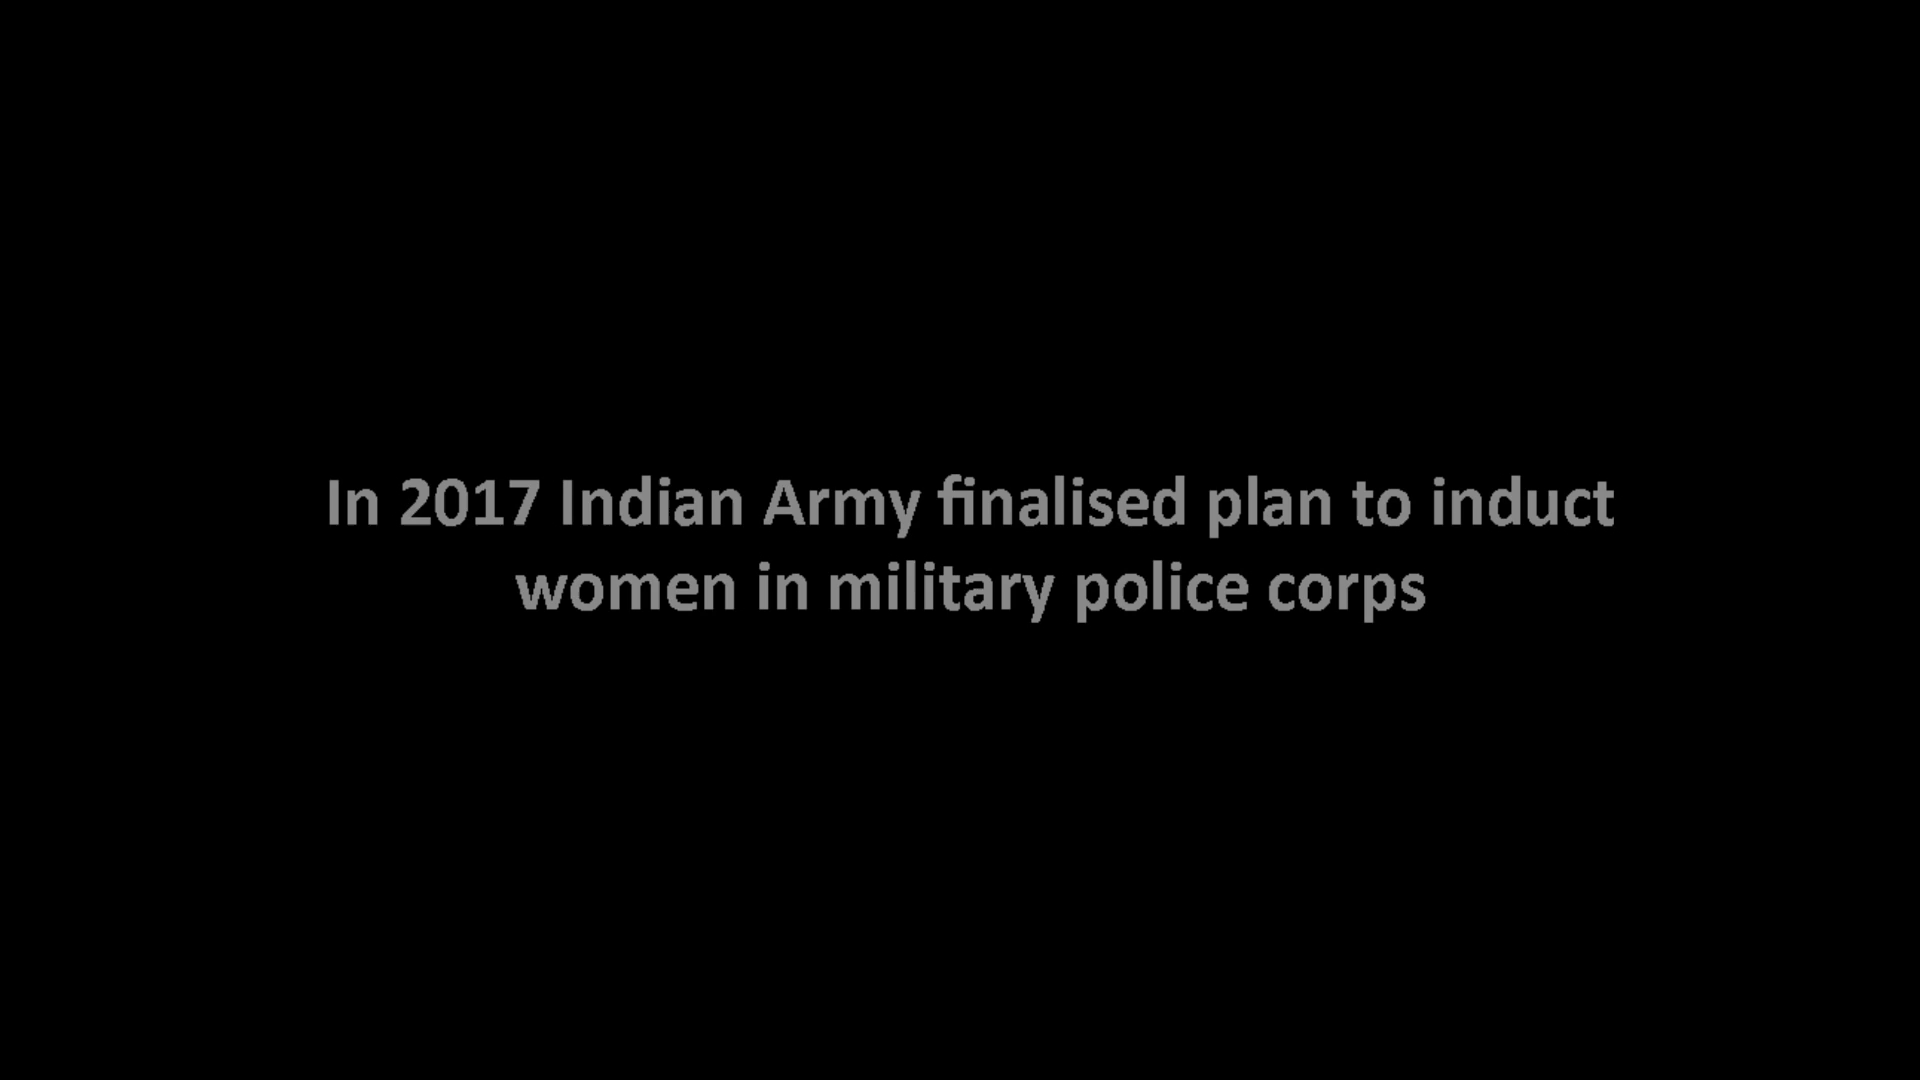 In 2017 Indian Army finalised plan to induct
women in military police corps